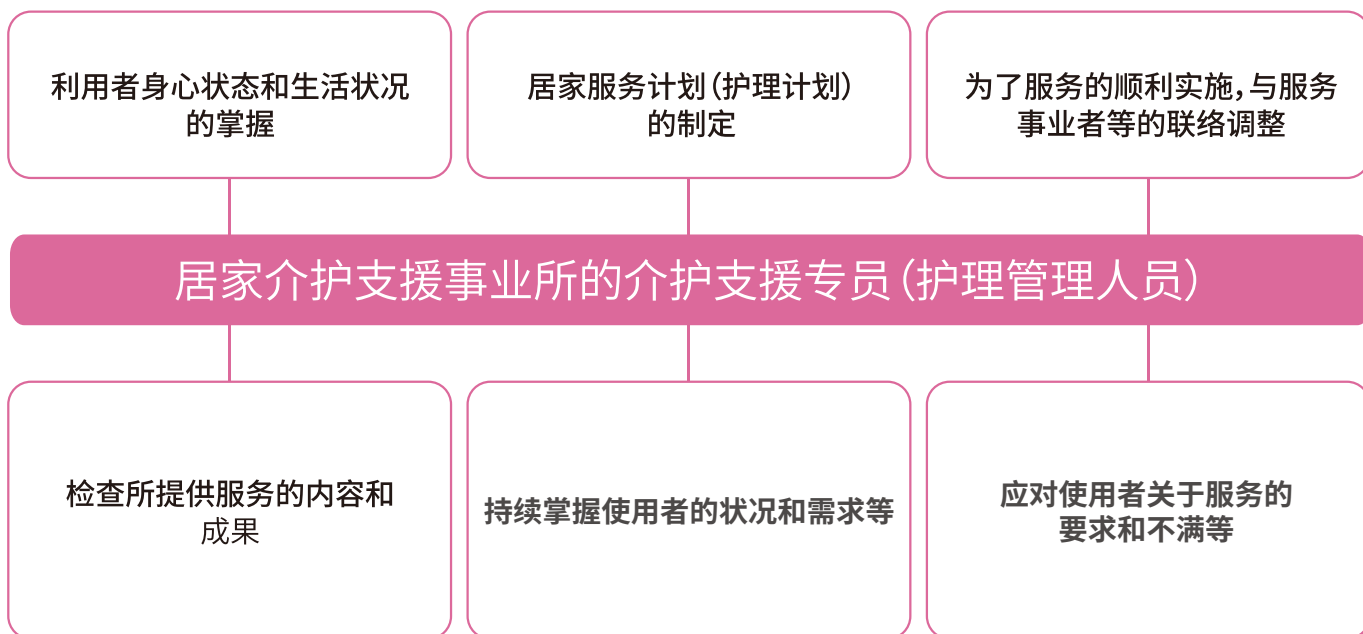 利用者身心状态和生活状况
的掌握
居家服务计划（护理计划）
的制定
为了服务的顺利实施，与服务
事业者等的联络调整
居家介护支援事业所的介护支援专员（护理管理人员）
检查所提供服务的内容和
成果
持续掌握使用者的状况和需求等
应对使用者关于服务的
要求和不满等